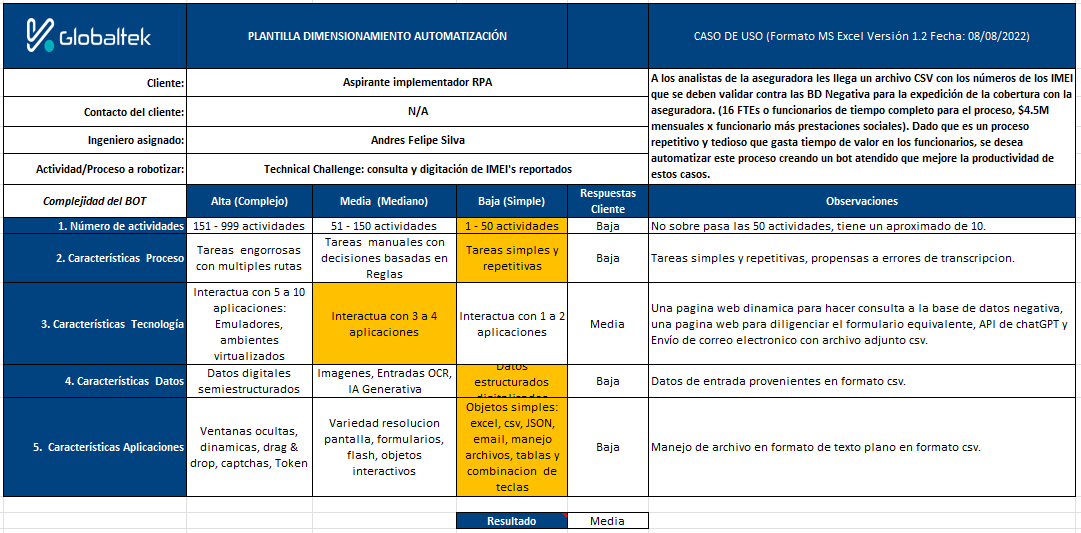 Globaltek
PLANTILLA DIMENSIONAMIENTO AUTOMATIZACIÓN
CASO DE USO (Formato MS Excel Versión 1.2 Fecha: 08/08/2022)
Cliente:
Aspirante implementador RPA
Contacto del cliente:
N/A
Ingeniero asignado:
Andres Felipe Silva
Actividad/Proceso a robotizar:
Technical Challenge: consulta y digitación de IMEI's reportados
A los analistas de la aseguradora les llega un archivo CSV con los números de los IMEI
que se deben validar contra las BD Negativa para la expedición de la cobertura con la
aseguradora. (16 FTEs o funcionarios de tiempo completo para el proceso, $4.5M
mensuales x funcionario más prestaciones sociales). Dado que es un proceso
repetitivo y tedioso que gasta tiempo de valor en los funcionarios, se desea
automatizar este proceso creando un bot atendido que mejore la productividad de
estos casos.
Complejidad del BOT
Alta (Complejo)
Media (Mediano)
Baja (Simple)
Respuestas
Cliente
Observaciones
1. Número de actividades
151 - 999 actividades
51 - 150 actividades
1 - 50 actividades
Baja
No sobre pasa las 50 actividades, tiene un aproximado de 10.
2. Características Proceso
Tareas engorrosas
con multiples rutas
Tareas manuales con
decisiones basadas en
Reglas
Tareas simples y
repetitivas
Baja
Tareas simples y repetitivas, propensas a errores de transcripcion.
3. Características Tecnología
Interactua con 5 a 10
aplicaciones:
Emuladores,
ambientes
virtualizados
Interactua con 3 a 4
aplicaciones
Interactua con 1 a 2
aplicaciones
Media
Una pagina web dinamica para hacer consulta a la base de datos negativa,
una pagina web para diligenciar el formulario equivalente, API de chatGPT y
Envío de correo electronico con archivo adjunto csv.
4. Características Datos
Datos digitales
semiestructurados
Imagenes, Entradas OCR,
IA Generativa
Datos
estructurados
digitalizados
Baja
Datos de entrada provenientes en formato csv.
5. Características Aplicaciones
Ventanas ocultas,
dinamicas, drag &
drop, captchas, Token
Variedad resolucion
pantalla, formularios,
flash, objetos
interactivos
Objetos simples:
excel, csv, JSON,
email, manejo
archivos, tablas y
combinacion de
teclas
Baja
Manejo de archivo en formato de texto plano en formato csv.
Resultado
Media